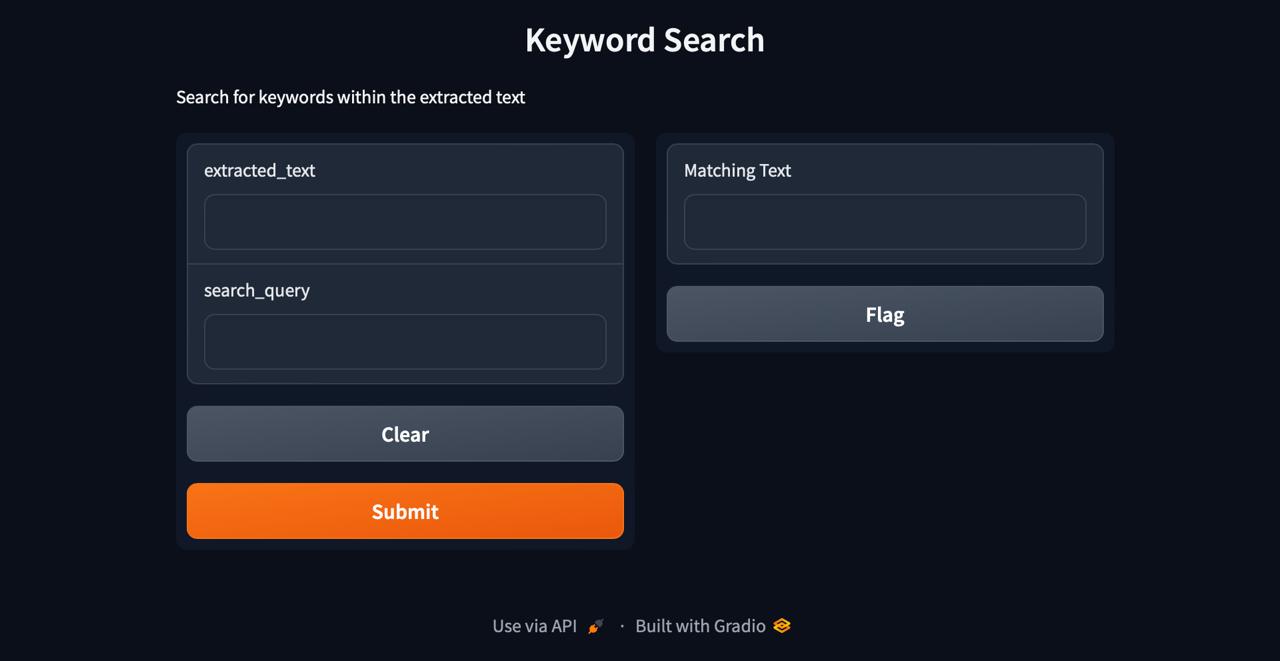 Keyword Search
Search for keywords within the extracted text
extracted_text
search_query
Clear
Submit
Matching Text
Flag
Use via API · Built with Gradio